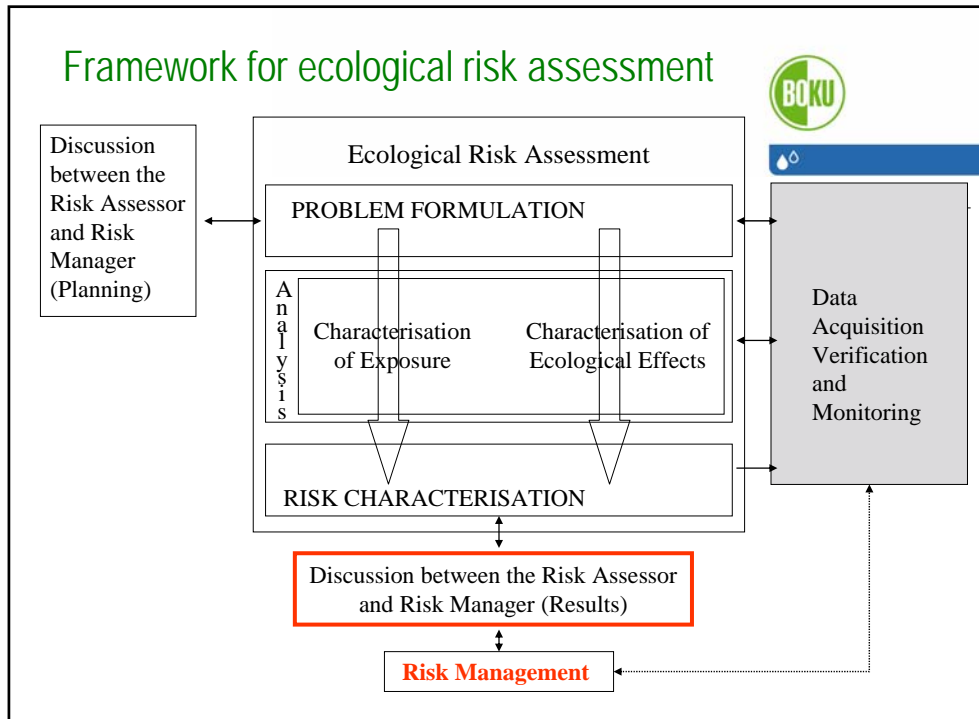 Framework for ecological risk assessment
BOKU
Discussion
between the
Risk Assessor
and Risk
Manager
(Planning)
Ecological Risk Assessment
PROBLEM FORMULATION
Analysis
Characterisation
of Exposure
Characterisation of
Ecological Effects
RISK CHARACTERISATION
Data
Acquisition
Verification
and
Monitoring
Discussion between the Risk Assessor
and Risk Manager (Results)
Risk Management